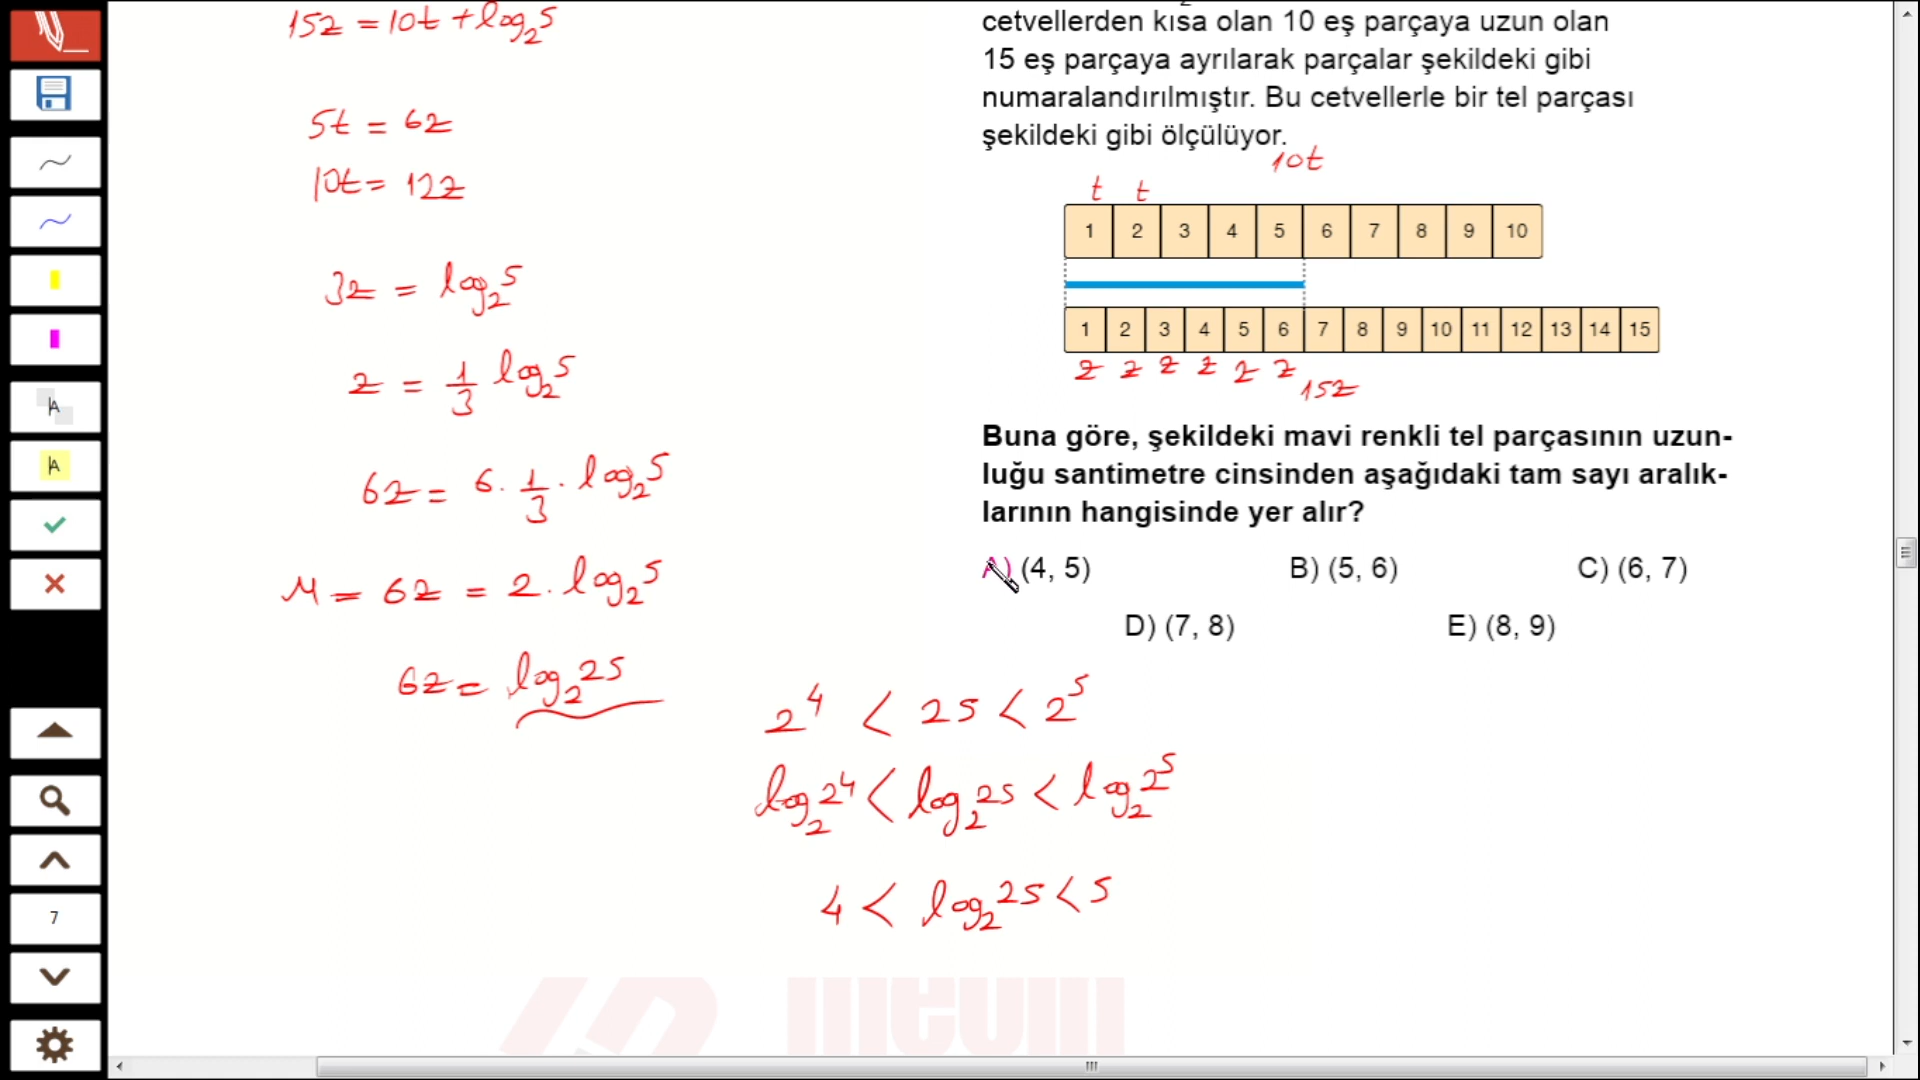 15z = 10t + log₂5
5t = 6z
10t = 12z
3z = log₂5
z = 1/3 log₂5
6z = 6 · 1/3 · log₂5
M = 6z = 2 · log₂5
6z = log₂25
cetvellerden kısa olan 10 eş parçaya uzun olan
15 eş parçaya ayrılarak parçalar şekildeki gibi
numaralandırılmıştır. Bu cetvellerle bir tel parçası
şekildeki gibi ölçülüyor.
10t
t t
1 2 3 4 5 6 7 8 9 10
1 2 3 4 5 6 7 8 9 10 11 12 13 14 15
z z z z z z 15z
Buna göre, şekildeki mavi renkli tel parçasının uzun-
luğu santimetre cinsinden aşağıdaki tam sayı aralık-
larının hangisinde yer alır?
A) (4, 5) B) (5, 6) C) (6, 7)
D) (7, 8) E) (8, 9)
2⁴ < 25 < 2⁵
log₂2⁴ < log₂25 < log₂2⁵
4 < log₂25 < 5
A
A
7